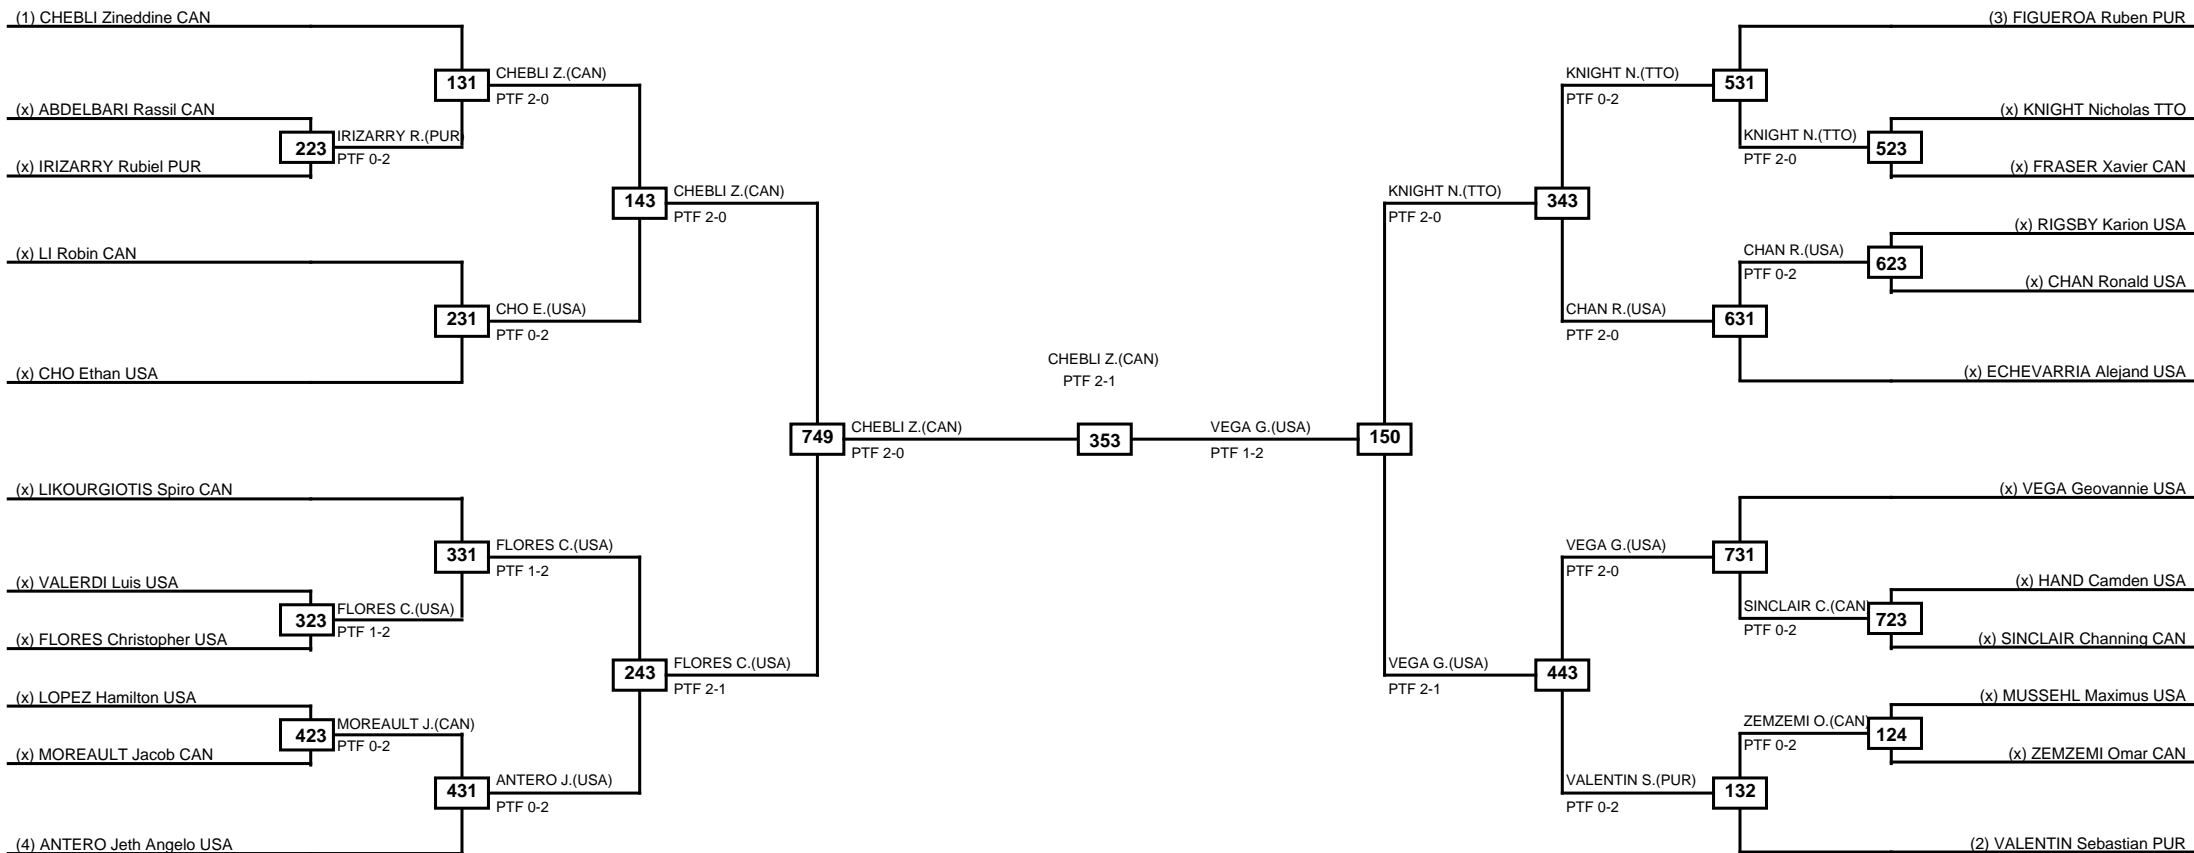 (1) CHEBLI Zineddine CAN
131
CHEBLI Z.(CAN)
PTF 2-0
(x) ABDELBARI Rassil CAN
223
IRIZARRY R.(PUR)
PTF 0-2
(x) IRIZARRY Rubiel PUR
143
CHEBLI Z.(CAN)
PTF 2-0
(x) LI Robin CAN
231
CHO E.(USA)
PTF 0-2
(x) CHO Ethan USA
749
CHEBLI Z.(CAN)
PTF 2-0
(x) LIKOURGIOTIS Spiro CAN
331
FLORES C.(USA)
PTF 1-2
(x) VALERDI Luis USA
323
FLORES C.(USA)
PTF 1-2
(x) FLORES Christopher USA
243
FLORES C.(USA)
PTF 2-1
(x) LOPEZ Hamilton USA
423
MOREAULT J.(CAN)
PTF 0-2
(x) MOREAULT Jacob CAN
431
ANTERO J.(USA)
PTF 0-2
(4) ANTERO Jeth Angelo USA
CHEBLI Z.(CAN)
PTF 2-1
353
VEGA G.(USA)
PTF 1-2
150
(3) FIGUEROA Ruben PUR
KNIGHT N.(TTO)
PTF 0-2
531
(x) KNIGHT Nicholas TTO
KNIGHT N.(TTO)
PTF 2-0
523
(x) FRASER Xavier CAN
KNIGHT N.(TTO)
PTF 2-0
343
(x) RIGSBY Karion USA
CHAN R.(USA)
PTF 0-2
623
(x) CHAN Ronald USA
CHAN R.(USA)
PTF 2-0
631
(x) ECHEVARRIA Alejand USA
(x) VEGA Geovannie USA
VEGA G.(USA)
PTF 2-0
731
(x) HAND Camden USA
SINCLAIR C.(CAN)
PTF 0-2
723
(x) SINCLAIR Channing CAN
VEGA G.(USA)
PTF 2-1
443
(x) MUSSEHL Maximus USA
ZEMZEMI O.(CAN)
PTF 0-2
124
(x) ZEMZEMI Omar CAN
VALENTIN S.(PUR)
PTF 0-2
132
(2) VALENTIN Sebastian PUR